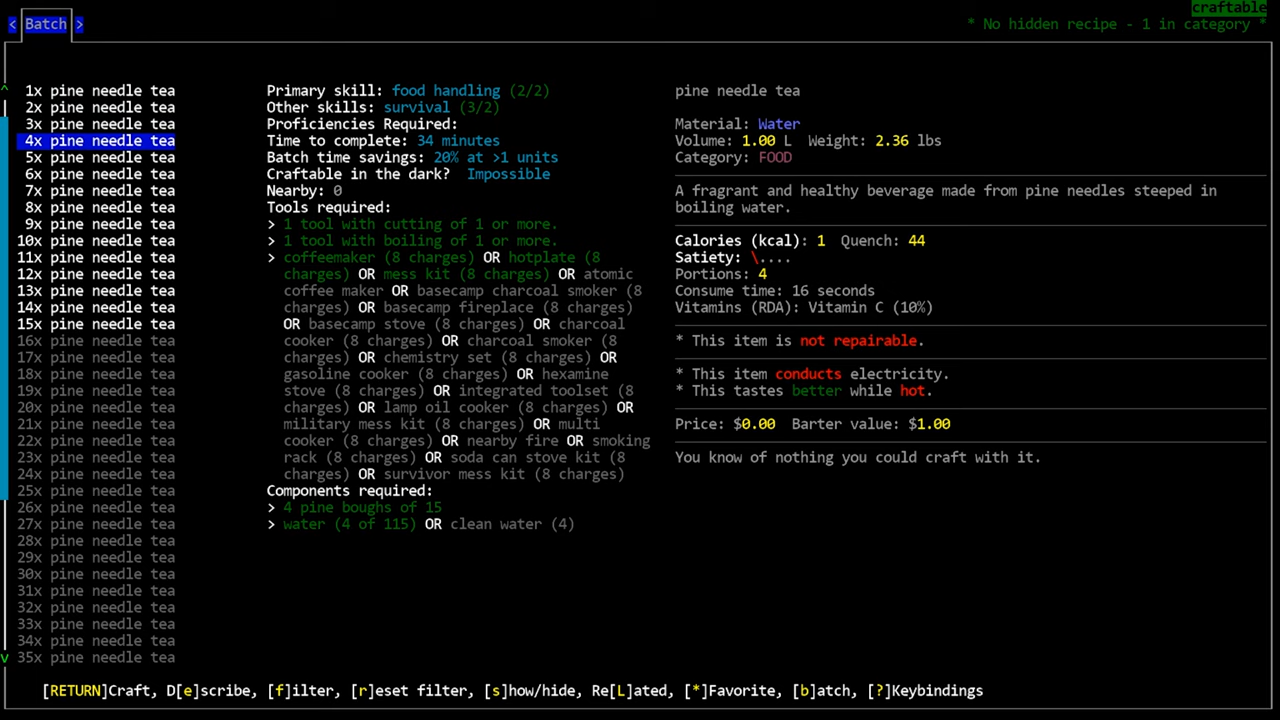 craftable
< Batch >
* No hidden recipe - 1 in category *
1x pine needle tea
2x pine needle tea
3x pine needle tea
4x pine needle tea
5x pine needle tea
6x pine needle tea
7x pine needle tea
8x pine needle tea
9x pine needle tea
10x pine needle tea
11x pine needle tea
12x pine needle tea
13x pine needle tea
14x pine needle tea
15x pine needle tea
16x pine needle tea
17x pine needle tea
18x pine needle tea
19x pine needle tea
20x pine needle tea
21x pine needle tea
22x pine needle tea
23x pine needle tea
24x pine needle tea
25x pine needle tea
26x pine needle tea
27x pine needle tea
28x pine needle tea
29x pine needle tea
30x pine needle tea
31x pine needle tea
32x pine needle tea
33x pine needle tea
34x pine needle tea
35x pine needle tea
Primary skill: food handling (2/2)
Other skills: survival (3/2)
Proficiencies Required:
Time to complete: 34 minutes
Batch time savings: 20% at >1 units
Craftable in the dark? Impossible
Nearby: 0
Tools required:
> 1 tool with cutting of 1 or more.
> 1 tool with boiling of 1 or more.
> coffeemaker (8 charges) OR hotplate (8
charges) OR mess kit (8 charges) OR atomic
coffee maker OR basecamp charcoal smoker (8
charges) OR basecamp fireplace (8 charges)
OR basecamp stove (8 charges) OR charcoal
cooker (8 charges) OR charcoal smoker (8
charges) OR chemistry set (8 charges) OR
gasoline cooker (8 charges) OR hexamine
stove (8 charges) OR integrated toolset (8
charges) OR lamp oil cooker (8 charges) OR
military mess kit (8 charges) OR multi
cooker (8 charges) OR nearby fire OR smoking
rack (8 charges) OR soda can stove kit (8
charges) OR survivor mess kit (8 charges)
Components required:
> 4 pine boughs of 15
> water (4 of 115) OR clean water (4)
pine needle tea
Material: Water
Volume: 1.00 L Weight: 2.36 lbs
Category: FOOD
A fragrant and healthy beverage made from pine needles steeped in
boiling water.
Calories (kcal): 1 Quench: 44
Satiety: \....
Portions: 4
Consume time: 16 seconds
Vitamins (RDA): Vitamin C (10%)
* This item is not repairable.
* This item conducts electricity.
* This tastes better while hot.
Price: $0.00 Barter value: $1.00
You know of nothing you could craft with it.
[RETURN]Craft, D[e]scribe, [f]ilter, [r]eset filter, [s]how/hide, Re[L]ated, [*]Favorite, [b]atch, [?]Keybindings